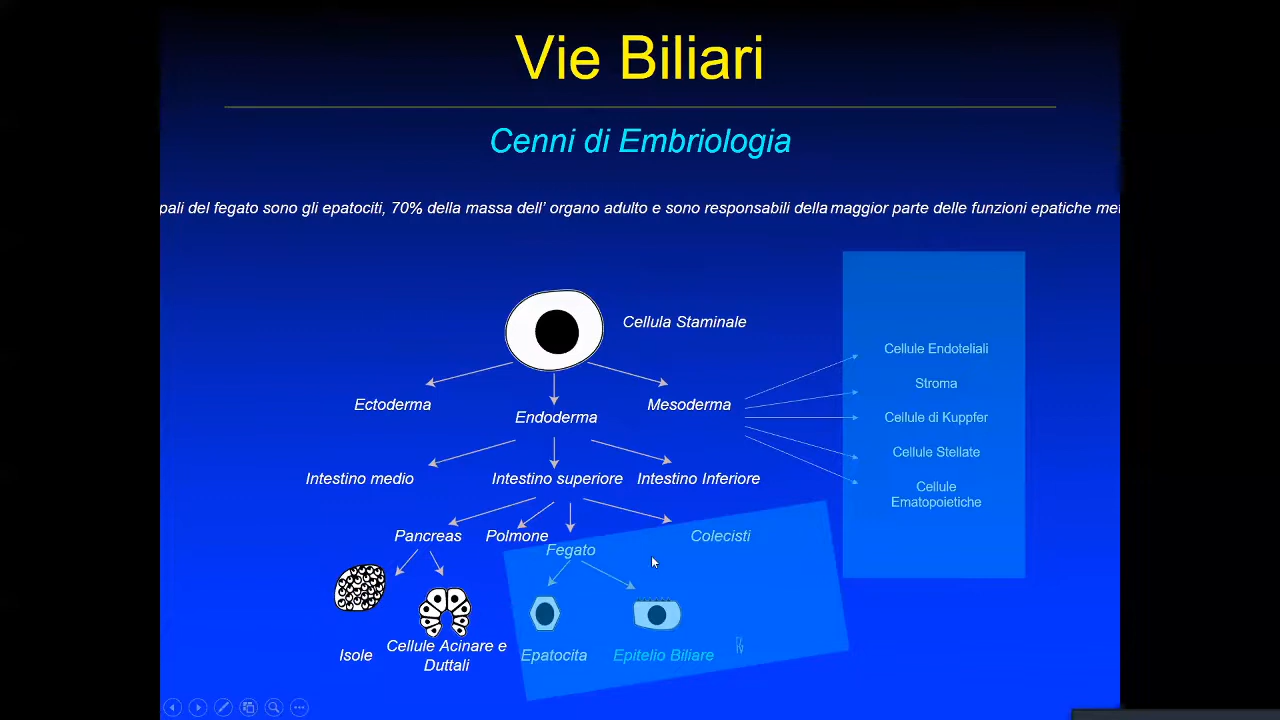 Vie Biliari
Cenni di Embriologia
pali del fegato sono gli epatociti, 70% della massa dell' organo adulto e sono responsabili della maggior parte delle funzioni epatiche met
Cellula Staminale
Ectoderma
Endoderma
Mesoderma
Cellule Endoteliali
Stroma
Cellule di Kuppfer
Cellule Stellate
Cellule
Ematopoietiche
Intestino medio
Intestino superiore
Intestino Inferiore
Pancreas
Polmone
Fegato
Colecisti
Isole
Cellule Acinare e
Duttali
Epatocita
Epitelio Biliare